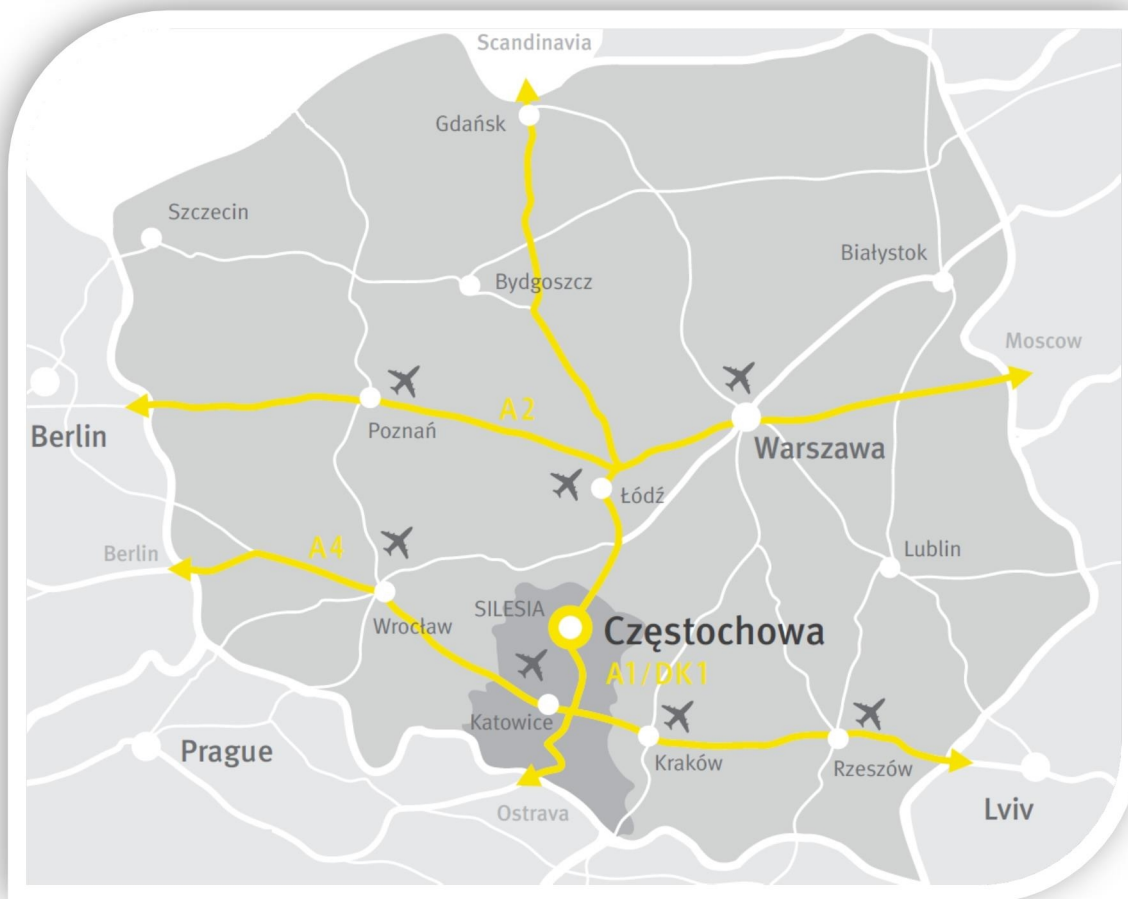 Scandinavia
Gdańsk
Szczecin
Białystok
Bydgoszcz
Moscow
A2
Berlin
Poznań
Warszawa
Łódź
A4
Berlin
Lublin
SILESIA
Wrocław
Częstochowa
A1/DK1
Katowice
Prague
Kraków
Rzeszów
Ostrava
Lviv